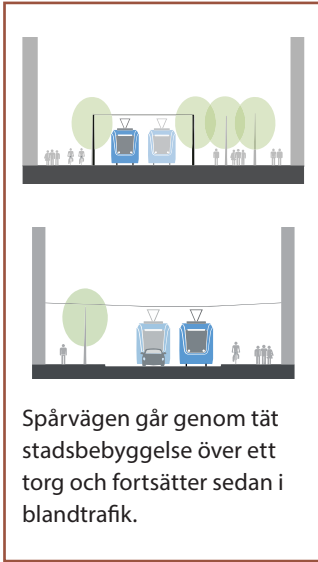 Spårvägen går genom tät
stadsbebyggelse över ett
torg och fortsätter sedan i
blandtrafik.